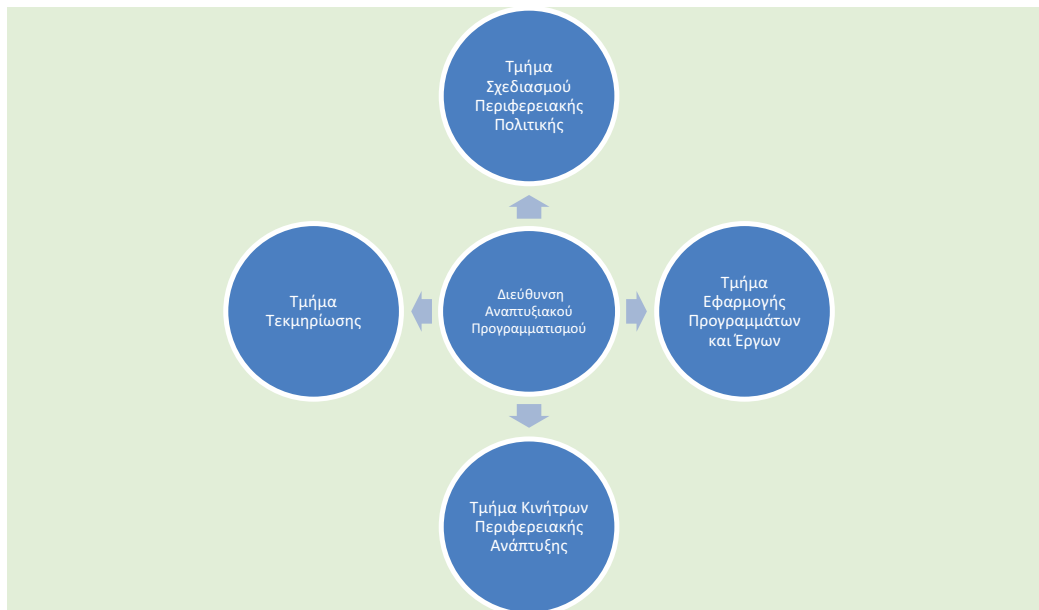 Τμήμα
Σχεδιασμού
Περιφερειακής
Πολιτικής
Τμήμα
Τεκμηρίωσης
Διεύθυνση
Αναπτυξιακού
Προγραμματισμού
Τμήμα
Εφαρμογής
Προγραμμάτων
και Έργων
Τμήμα Κινήτρων
Περιφερειακής
Ανάπτυξης